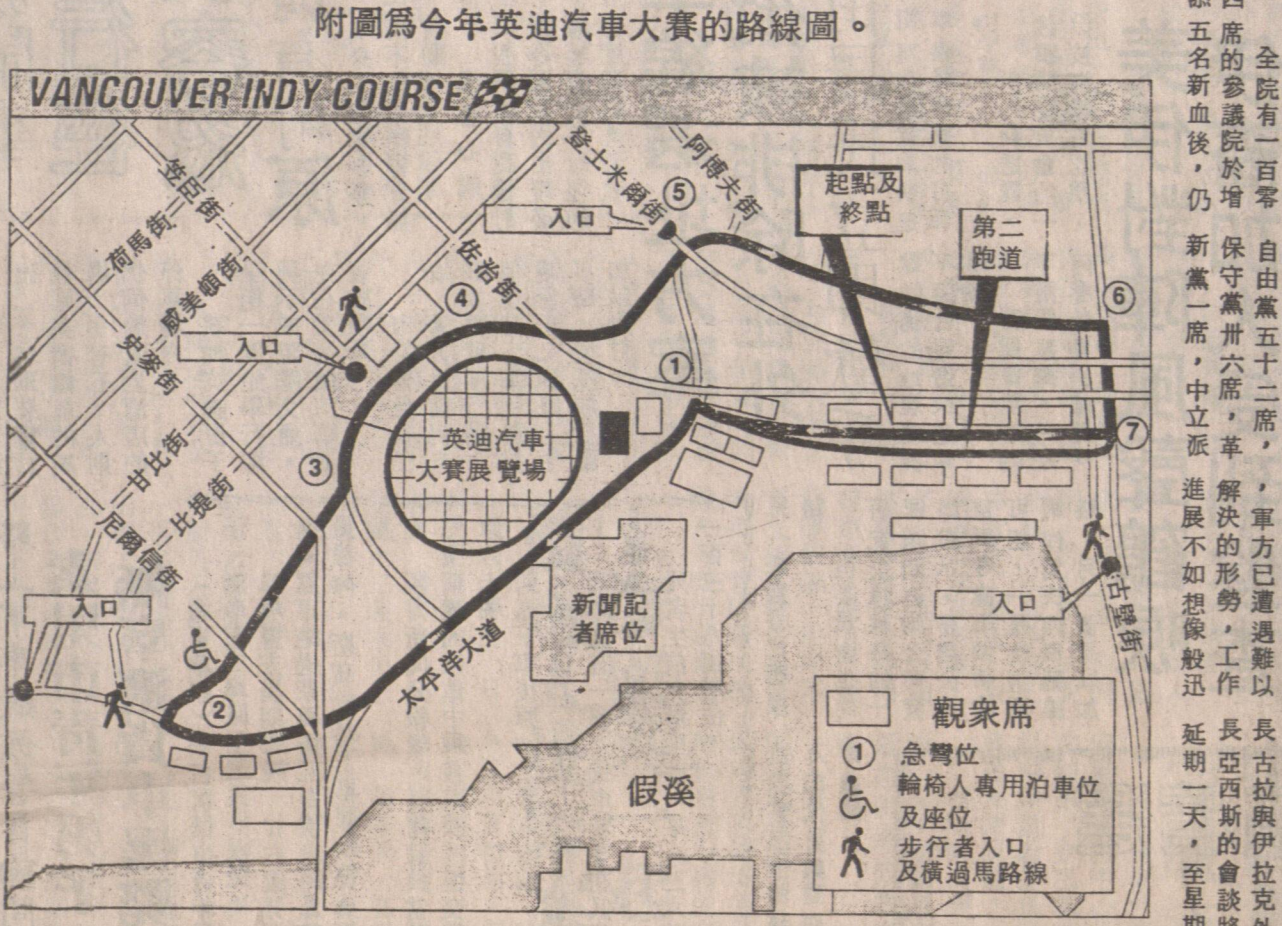 附圖爲今年英迪汽車大賽的路線圖。
VANCOUVER INDY COURSE
登士米爾街
⑤
阿博夫街
起點及
終點
第二
跑道
入口
笠臣街
荷馬街
威美頓街
史麥街
佐治街
④
入口
⑥
①
⑦
英迪汽車
大賽展覽場
③
甘比街
比提街
尼爾信街
入口
②
太平洋大道
新聞記
者席位
入口
古壁街
假溪
觀衆席
① 急彎位
輪椅人專用泊車位
及座位
步行者入口
及橫過馬路線
全院有一百零
席的參議院於增
五名新血後，仍
自由黨五十二席，
保守黨卅六席，革
新黨一席，中立派
，軍方已遭遇難以
解決的形勢，工作
進展不如想像般迅
長古拉與伊拉克外
長亞西斯的會談將
延期一天，至星期